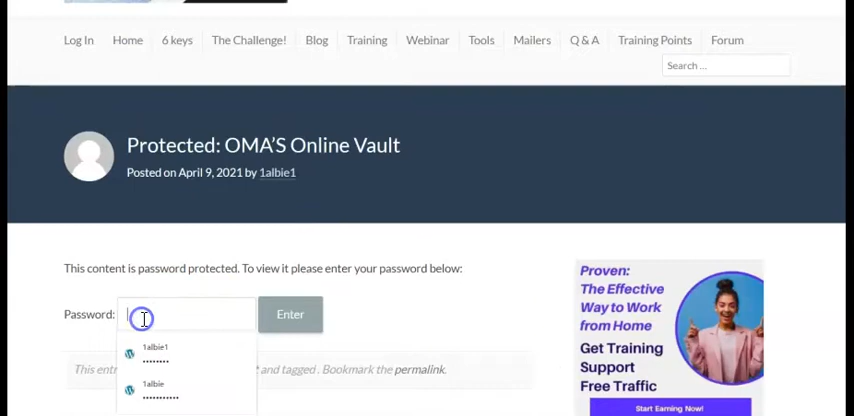 Log In Home 6 keys The Challenge! Blog Training Webinar Tools Mailers Q & A Training Points Forum
Search ...
Protected: OMA'S Online Vault
Posted on April 9, 2021 by 1albie1
This content is password protected. To view it please enter your password below:
Password: Enter
1albie1
••••••••
1albie
•••••••••••
This entr t and tagged . Bookmark the permalink.
Proven:
The Effective
Way to Work
from Home
Get Training
Support
Free Traffic
Start Earning Now!